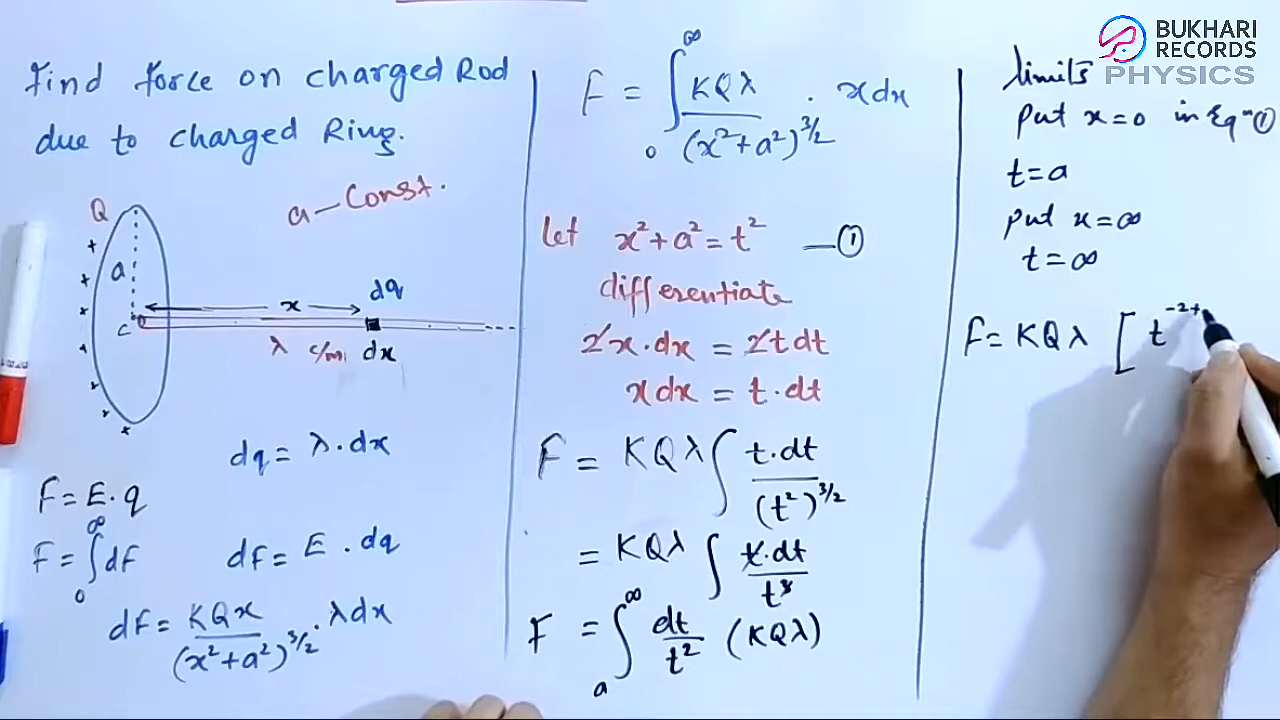 BUKHARI
RECORDS
PHYSICS
Find force on charged Rod
due to charged Ring.
a — Const.
Q
a
x
dq
c
λ c/m
dx
dq = λ·dx
F = E·q
F = ∫₀^∞ dF
dF = E · dq
dF = KQx/(x²+a²)^3/2 · λdx
F = ∫₀^∞ KQλ/(x²+a²)^3/2 · xdx
let x²+a² = t² — ①
differentiate
2x·dx = 2tdt
xdx = t·dt
F = KQλ ∫ t·dt/(t²)^3/2
= KQλ ∫ t·dt/t³
F = ∫ₐ^∞ dt/t² (KQλ)
limits
put x=0 in Eqⁿ ①
t=a
put x=∞
t=∞
F= KQλ [ t^-2+